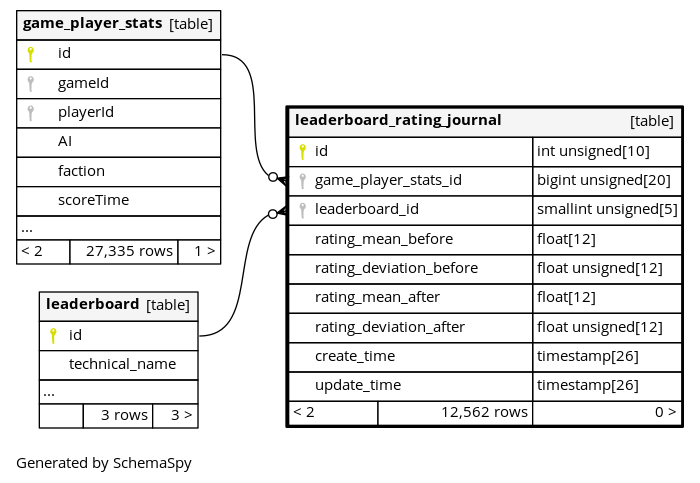 game_player_stats [table]
id
gameId
playerId
AI
faction
scoreTime
...
< 2 27,335 rows 1 >
leaderboard [table]
id
technical_name
...
3 rows 3 >
leaderboard_rating_journal [table]
id int unsigned[10]
game_player_stats_id bigint unsigned[20]
leaderboard_id smallint unsigned[5]
rating_mean_before float[12]
rating_deviation_before float unsigned[12]
rating_mean_after float[12]
rating_deviation_after float unsigned[12]
create_time timestamp[26]
update_time timestamp[26]
< 2 12,562 rows 0 >
Generated by SchemaSpy